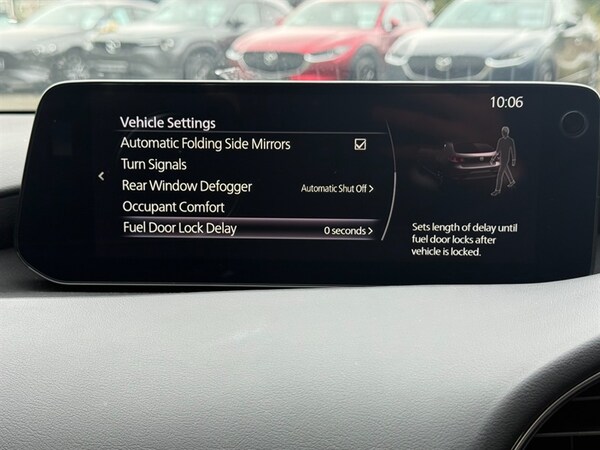 10:06
Vehicle Settings
Automatic Folding Side Mirrors
Turn Signals
Rear Window Defogger Automatic Shut Off >
Occupant Comfort
Fuel Door Lock Delay 0 seconds >
Sets length of delay until
fuel door locks after
vehicle is locked.